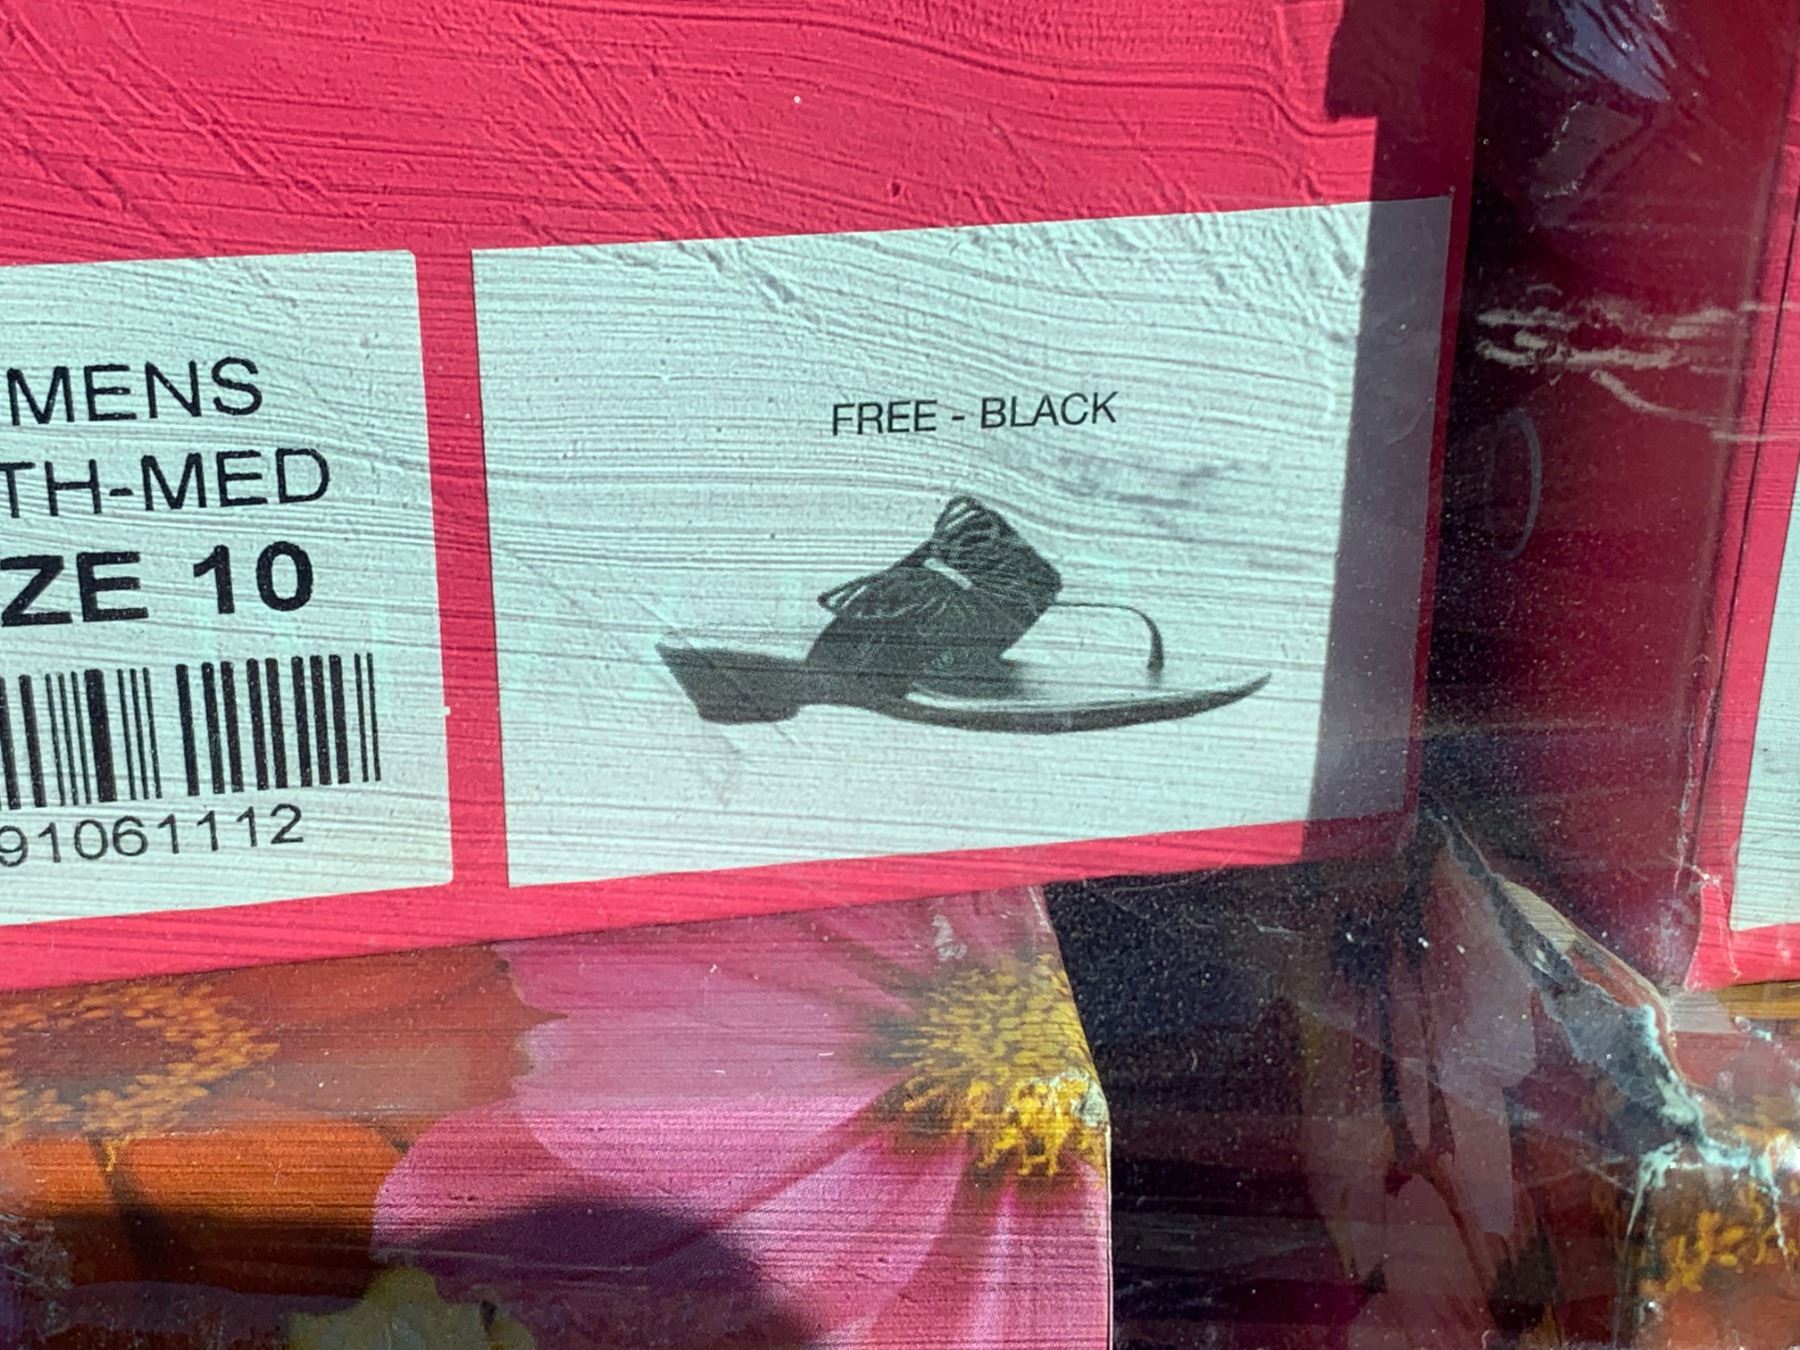 MENS
TH-MED
ZE 10
91061112
FREE - BLACK